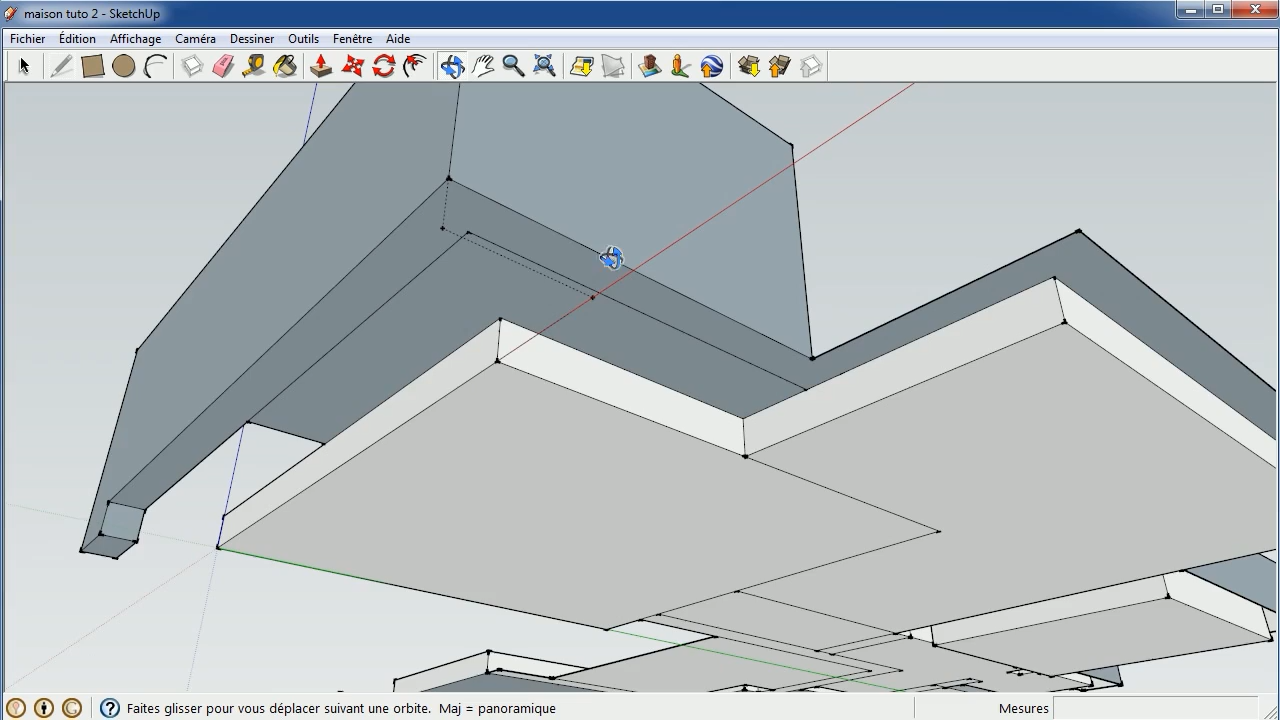 maison tuto 2 - SketchUp
Fichier Édition Affichage Caméra Dessiner Outils Fenêtre Aide
Faites glisser pour vous déplacer suivant une orbite. Maj = panoramique
Mesures